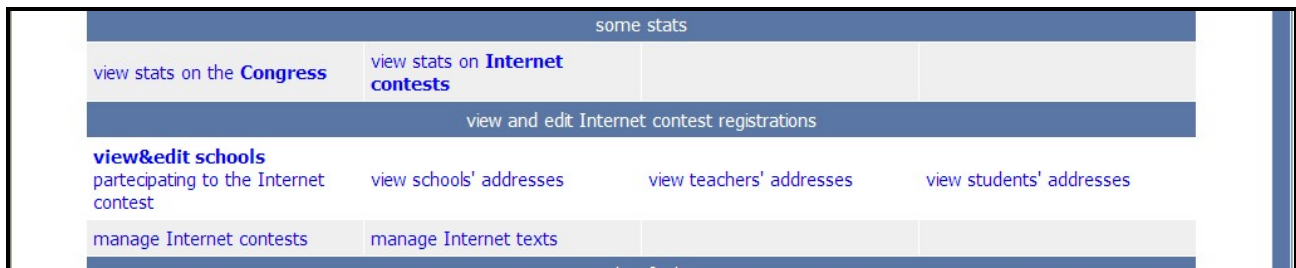 some stats
view stats on the Congress
view stats on Internet
contests
view and edit Internet contest registrations
view&edit schools
partecipating to the Internet
contest
view schools' addresses
view teachers' addresses
view students' addresses
manage Internet contests
manage Internet texts